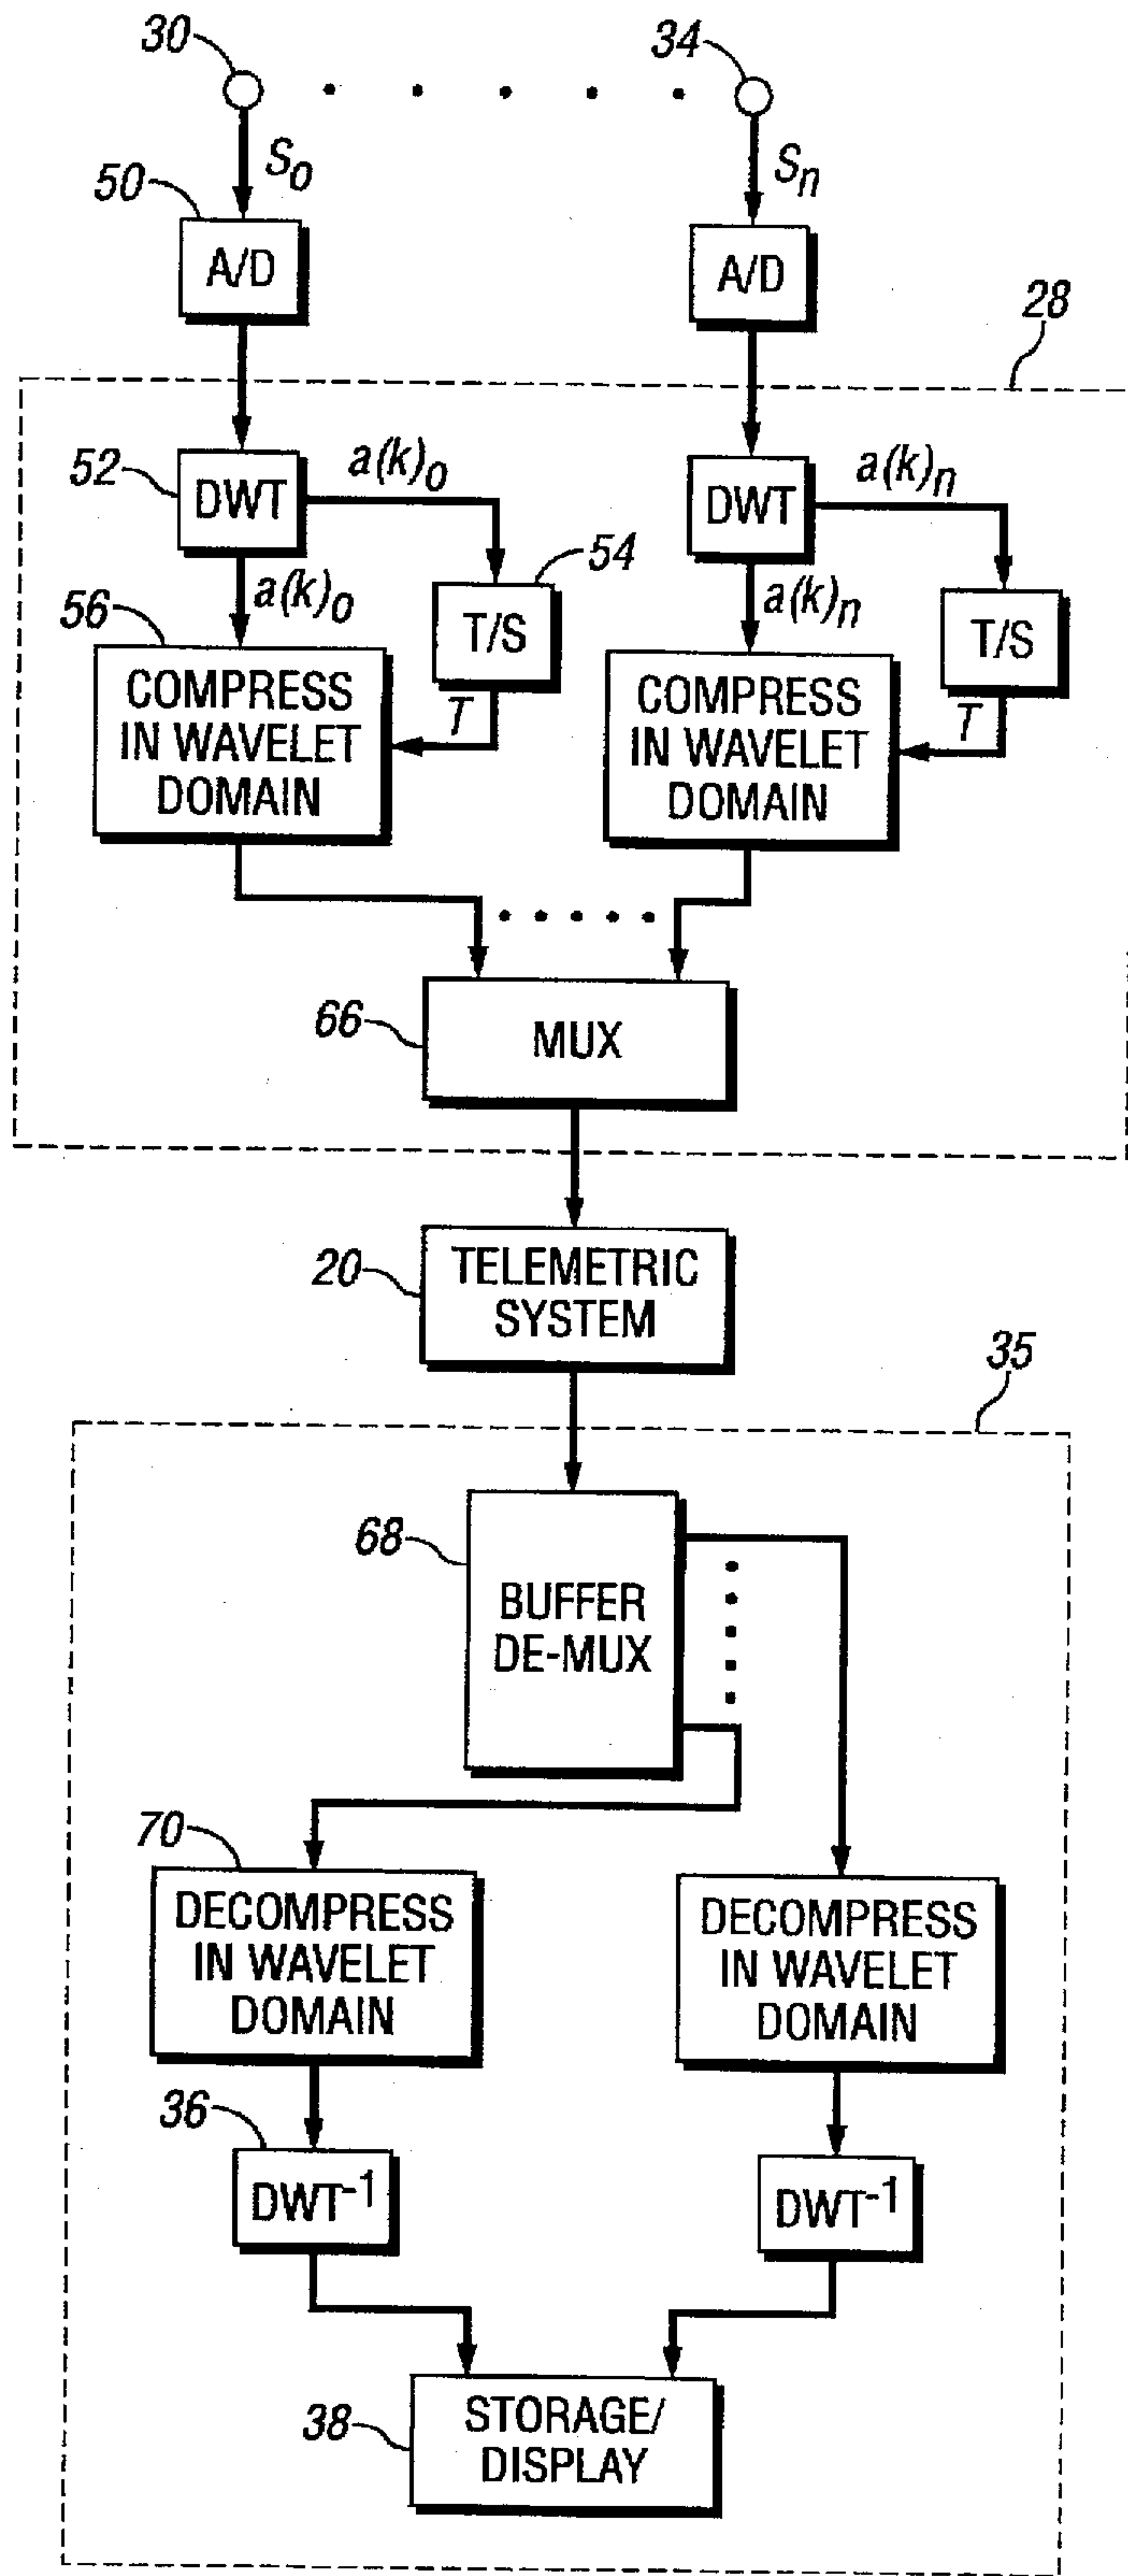 30
34
S₀
Sₙ
50
A/D
A/D
28
52
DWT
a(k)₀
DWT
a(k)ₙ
54
a(k)₀
a(k)ₙ
56
T/S
T/S
COMPRESS
IN WAVELET
DOMAIN
T
COMPRESS
IN WAVELET
DOMAIN
T
66
MUX
20
TELEMETRIC
SYSTEM
35
68
BUFFER
DE-MUX
70
DECOMPRESS
IN WAVELET
DOMAIN
DECOMPRESS
IN WAVELET
DOMAIN
36
DWT⁻¹
DWT⁻¹
38
STORAGE/
DISPLAY